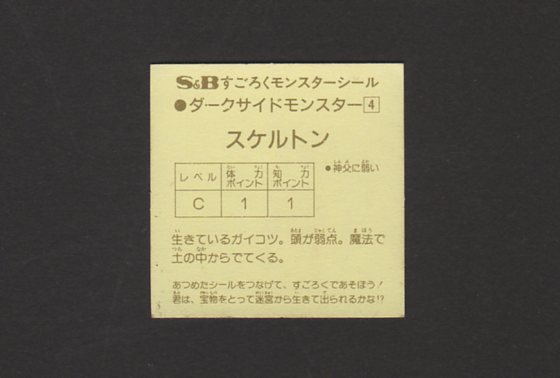 S&Bすごろくモンスターシール
●ダークサイドモンスター4
スケルトン
●神父に弱い
レベル 体力ポイント 知力ポイント
C 1 1
生きているガイコツ。頭が弱点。魔法で
土の中からでてくる。
あつめたシールをつなげて、すごろくであそぼう!
君は、宝物をとって迷宮から生きて出られるかな!?